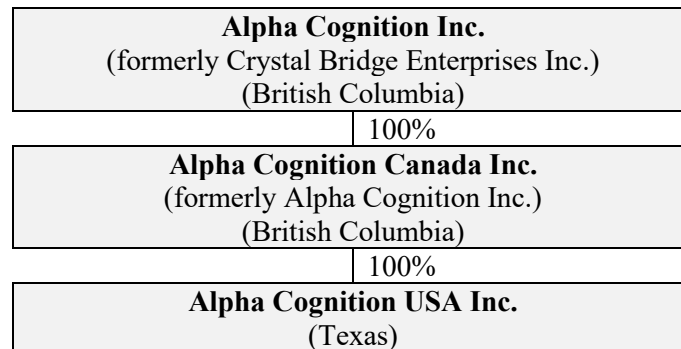 Alpha Cognition Inc.
(formerly Crystal Bridge Enterprises Inc.)
(British Columbia)
100%
Alpha Cognition Canada Inc.
(formerly Alpha Cognition Inc.)
(British Columbia)
100%
Alpha Cognition USA Inc.
(Texas)